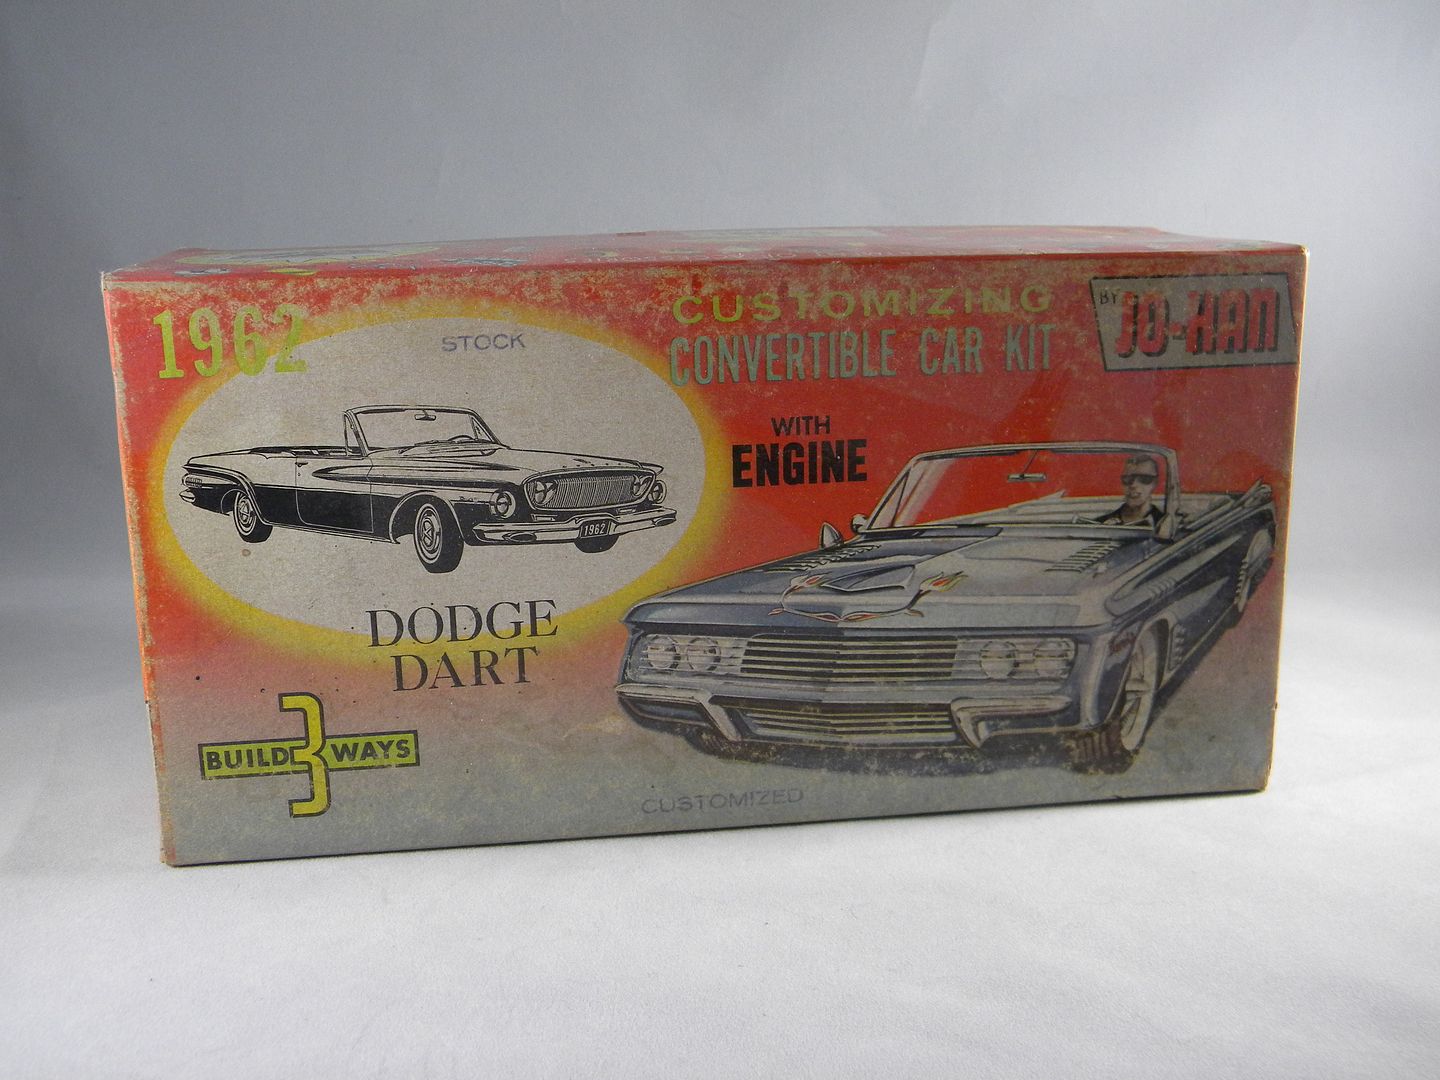 1962
STOCK
CUSTOMIZING
CONVERTIBLE CAR KIT
BY JO-HAN
WITH
ENGINE
1962
DODGE
DART
BUILD 3 WAYS
CUSTOMIZED